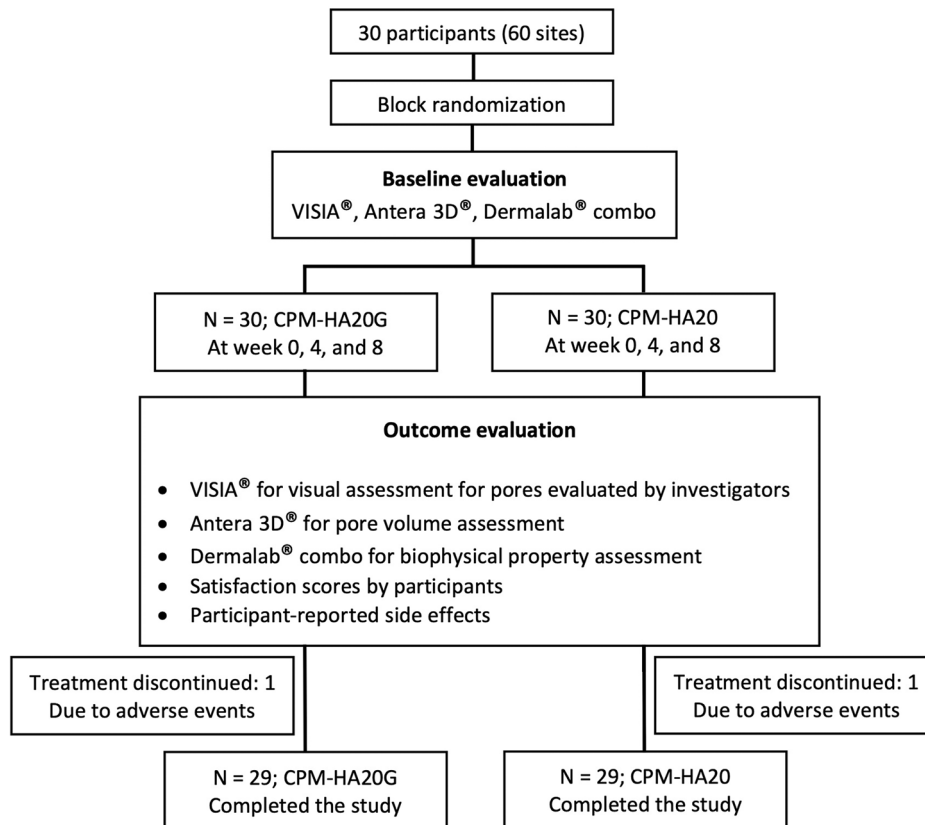 30 participants (60 sites)
Block randomization
Baseline evaluation
VISIA®, Antera 3D®, Dermalab® combo
N = 30; CPM-HA20G
At week 0, 4, and 8
N = 30; CPM-HA20
At week 0, 4, and 8
Outcome evaluation
• VISIA® for visual assessment for pores evaluated by investigators
• Antera 3D® for pore volume assessment
• Dermalab® combo for biophysical property assessment
• Satisfaction scores by participants
• Participant-reported side effects
Treatment discontinued: 1
Due to adverse events
Treatment discontinued: 1
Due to adverse events
N = 29; CPM-HA20G
Completed the study
N = 29; CPM-HA20
Completed the study